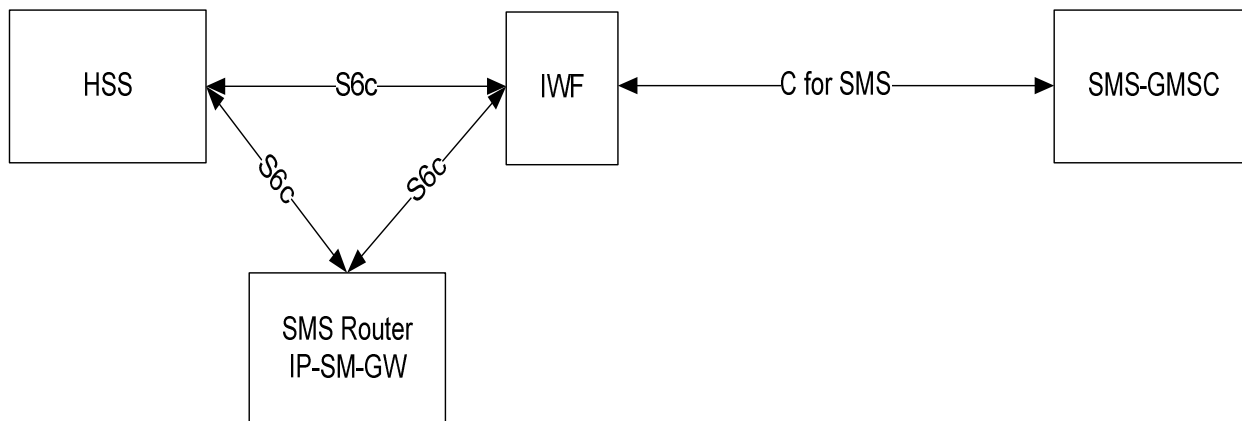 HSS
S6c
IWF
C for SMS
SMS-GMSC
S6c
S6c
SMS Router
IP-SM-GW